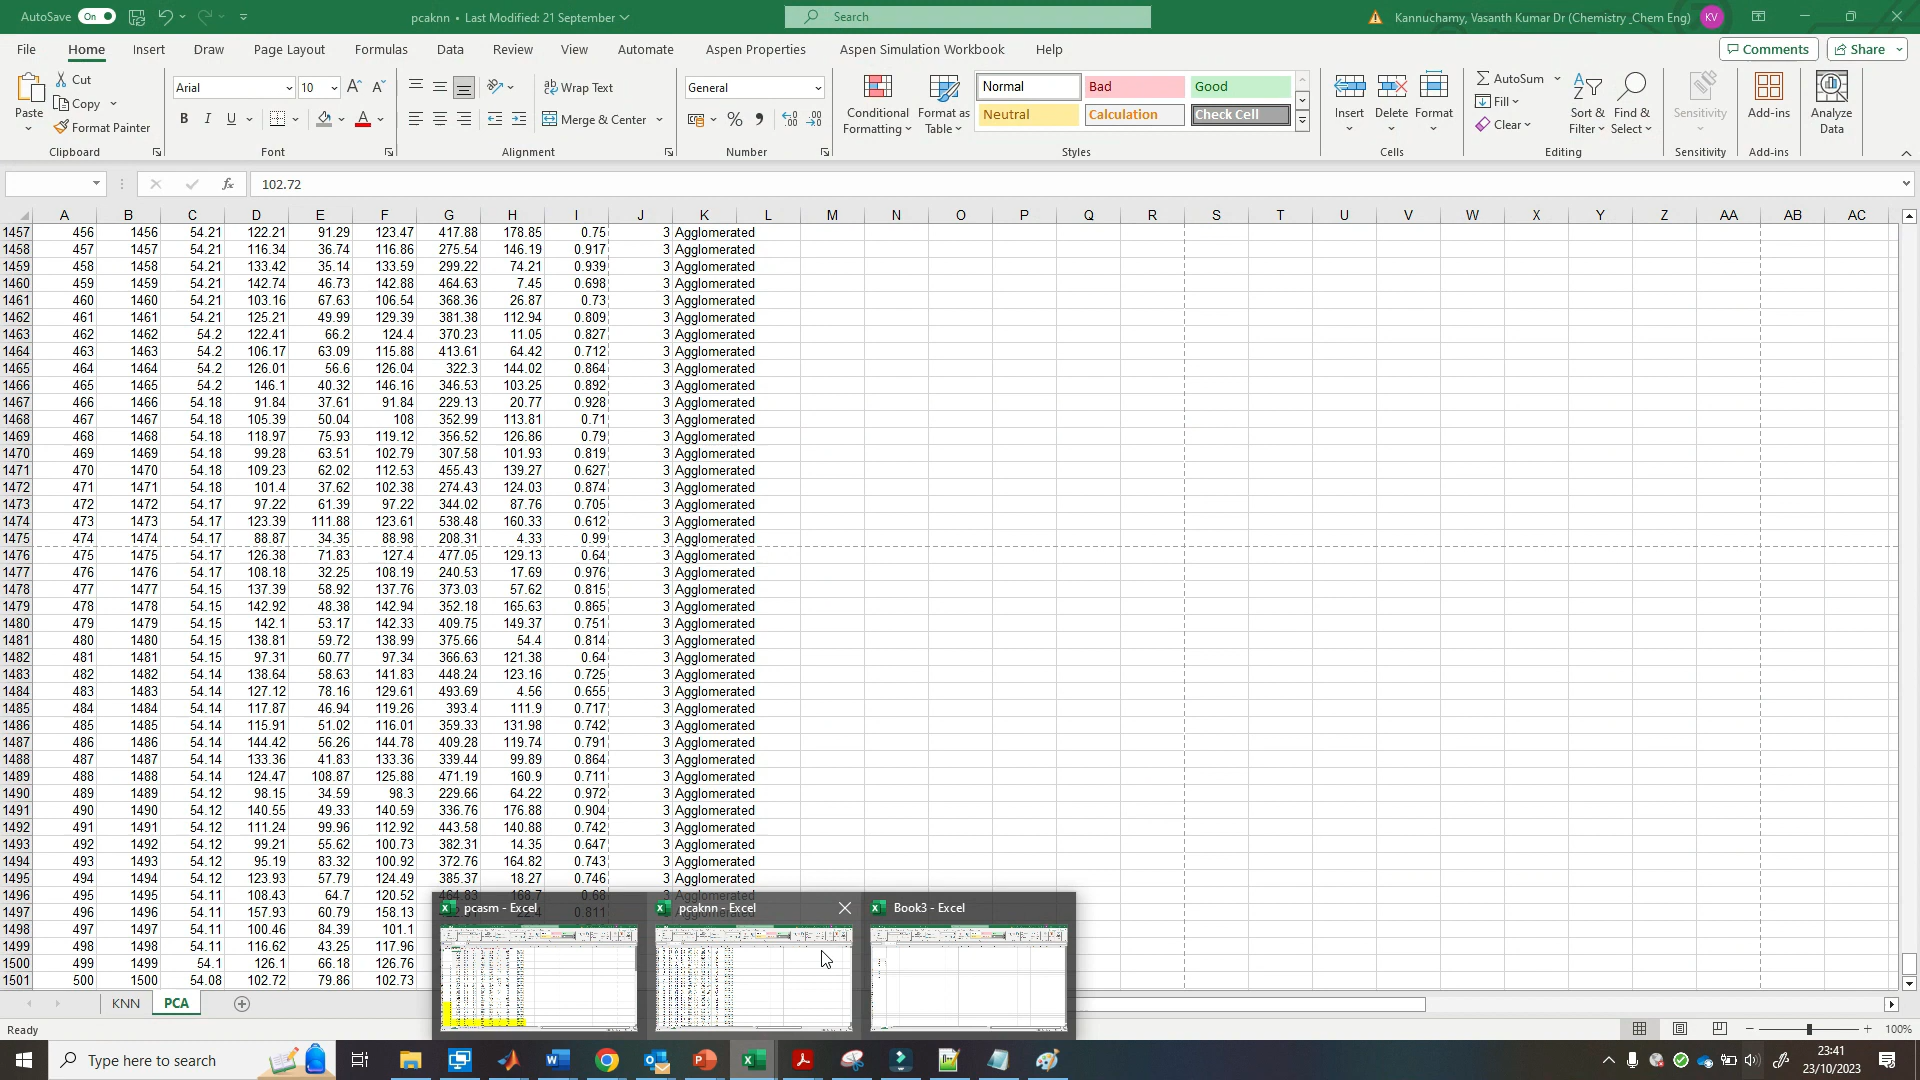 AutoSave On pcaknn • Last Modified: 21 September Search Kannuchamy, Vasanth Kumar Dr (Chemistry _Chem Eng) KV
File Home Insert Draw Page Layout Formulas Data Review View Automate Aspen Properties Aspen Simulation Workbook Help Comments Share
Paste Cut Copy Format Painter Arial 10 Wrap Text Merge & Center General Conditional Formatting Format as Table Normal Bad Good Neutral Calculation Check Cell Insert Delete Format AutoSum Fill Clear Sort & Filter Find & Select Sensitivity Add-ins Analyze Data
Clipboard Font Alignment Number Styles Cells Editing Sensitivity Add-ins
102.72
A B C D E F G H I J K L M N O P Q R S T U V W X Y Z AA AB AC
1457 456 1456 54.21 122.21 91.29 123.47 417.88 178.85 0.75 3 Agglomerated
1458 457 1457 54.21 116.34 36.74 116.86 275.54 146.19 0.917 3 Agglomerated
1459 458 1458 54.21 133.42 35.14 133.59 299.22 74.21 0.939 3 Agglomerated
1460 459 1459 54.21 142.74 46.73 142.88 464.63 7.45 0.698 3 Agglomerated
1461 460 1460 54.21 103.16 67.63 106.54 368.36 26.87 0.73 3 Agglomerated
1462 461 1461 54.21 125.21 49.99 129.39 381.38 112.94 0.809 3 Agglomerated
1463 462 1462 54.2 122.41 66.2 124.4 370.23 11.05 0.827 3 Agglomerated
1464 463 1463 54.2 106.17 63.09 115.88 413.61 64.42 0.712 3 Agglomerated
1465 464 1464 54.2 126.01 56.6 126.04 322.3 144.02 0.864 3 Agglomerated
1466 465 1465 54.2 146.1 40.32 146.16 346.53 103.25 0.892 3 Agglomerated
1467 466 1466 54.18 91.84 37.61 91.84 229.13 20.77 0.928 3 Agglomerated
1468 467 1467 54.18 105.39 50.04 108 352.99 113.81 0.71 3 Agglomerated
1469 468 1468 54.18 118.97 75.93 119.12 356.52 126.86 0.79 3 Agglomerated
1470 469 1469 54.18 99.28 63.51 102.79 307.58 101.93 0.819 3 Agglomerated
1471 470 1470 54.18 109.23 62.02 112.53 455.43 139.27 0.627 3 Agglomerated
1472 471 1471 54.18 101.4 37.62 102.38 274.43 124.03 0.874 3 Agglomerated
1473 472 1472 54.17 97.22 61.39 97.22 344.02 87.76 0.705 3 Agglomerated
1474 473 1473 54.17 123.39 111.88 123.61 538.48 160.33 0.612 3 Agglomerated
1475 474 1474 54.17 88.87 34.35 88.98 208.31 4.33 0.99 3 Agglomerated
1476 475 1475 54.17 126.38 71.83 127.4 477.05 129.13 0.64 3 Agglomerated
1477 476 1476 54.17 108.18 32.25 108.19 240.53 17.69 0.976 3 Agglomerated
1478 477 1477 54.15 137.39 58.92 137.76 373.03 57.62 0.815 3 Agglomerated
1479 478 1478 54.15 142.92 48.38 142.94 352.18 165.63 0.865 3 Agglomerated
1480 479 1479 54.15 142.1 53.17 142.33 409.75 149.37 0.751 3 Agglomerated
1481 480 1480 54.15 138.81 59.72 138.99 375.66 54.4 0.814 3 Agglomerated
1482 481 1481 54.15 97.31 60.77 97.34 366.63 121.38 0.64 3 Agglomerated
1483 482 1482 54.14 138.64 58.63 141.83 448.24 123.16 0.725 3 Agglomerated
1484 483 1483 54.14 127.12 78.16 129.61 493.69 4.56 0.655 3 Agglomerated
1485 484 1484 54.14 117.87 46.94 119.26 393.4 111.9 0.717 3 Agglomerated
1486 485 1485 54.14 115.91 51.02 116.01 359.33 131.98 0.742 3 Agglomerated
1487 486 1486 54.14 144.42 56.26 144.78 409.28 119.74 0.791 3 Agglomerated
1488 487 1487 54.14 133.36 41.83 133.36 339.44 99.89 0.864 3 Agglomerated
1489 488 1488 54.14 124.47 108.87 125.88 471.19 160.9 0.711 3 Agglomerated
1490 489 1489 54.12 98.15 34.59 98.3 229.66 64.22 0.972 3 Agglomerated
1491 490 1490 54.12 140.55 49.33 140.59 336.76 176.88 0.904 3 Agglomerated
1492 491 1491 54.12 111.24 99.96 112.92 443.58 140.88 0.742 3 Agglomerated
1493 492 1492 54.12 99.21 55.62 100.73 382.31 14.35 0.647 3 Agglomerated
1494 493 1493 54.12 95.19 83.32 100.92 372.76 164.82 0.743 3 Agglomerated
1495 494 1494 54.12 123.93 57.79 124.49 385.37 18.27 0.746 3 Agglomerated
1496 495 1495 54.11 108.43 64.7 120.52 464.83 168.7 0.68 3 Agglomerated
1497 496 1496 54.11 157.93 60.79 158.13 22.4 0.811 3 Agglomerated
1498 497 1497 54.11 100.46 84.39 101.1
1499 498 1498 54.11 116.62 43.25 117.96
1500 499 1499 54.1 126.1 66.18 126.76
1501 500 1500 54.08 102.72 79.86 102.73
pcasm - Excel pcaknn - Excel Book3 - Excel
KNN PCA
Ready 100%
Type here to search 23:41
23/10/2023